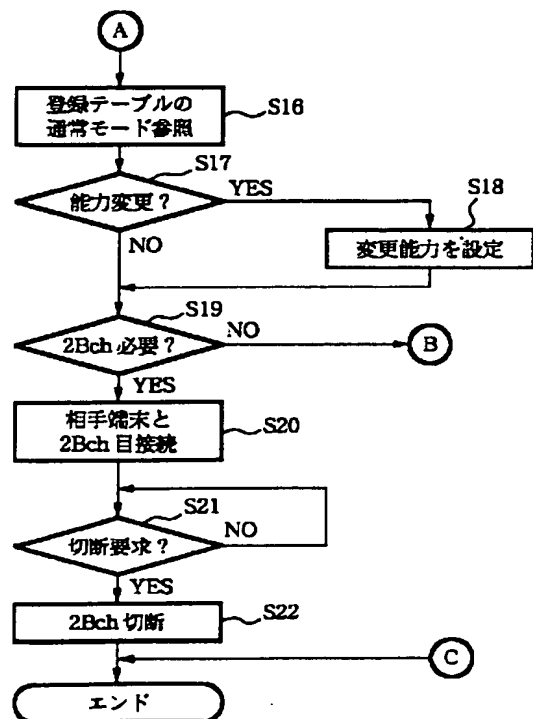 A
登録テーブルの
通常モード参照
S16
S17
能力変更？
YES
S18
変更能力を設定
NO
S19
2Bch 必要？
NO
B
YES
相手端末と
2Bch 目接続
S20
S21
切断要求？
NO
YES
2Bch 切断
S22
C
エンド